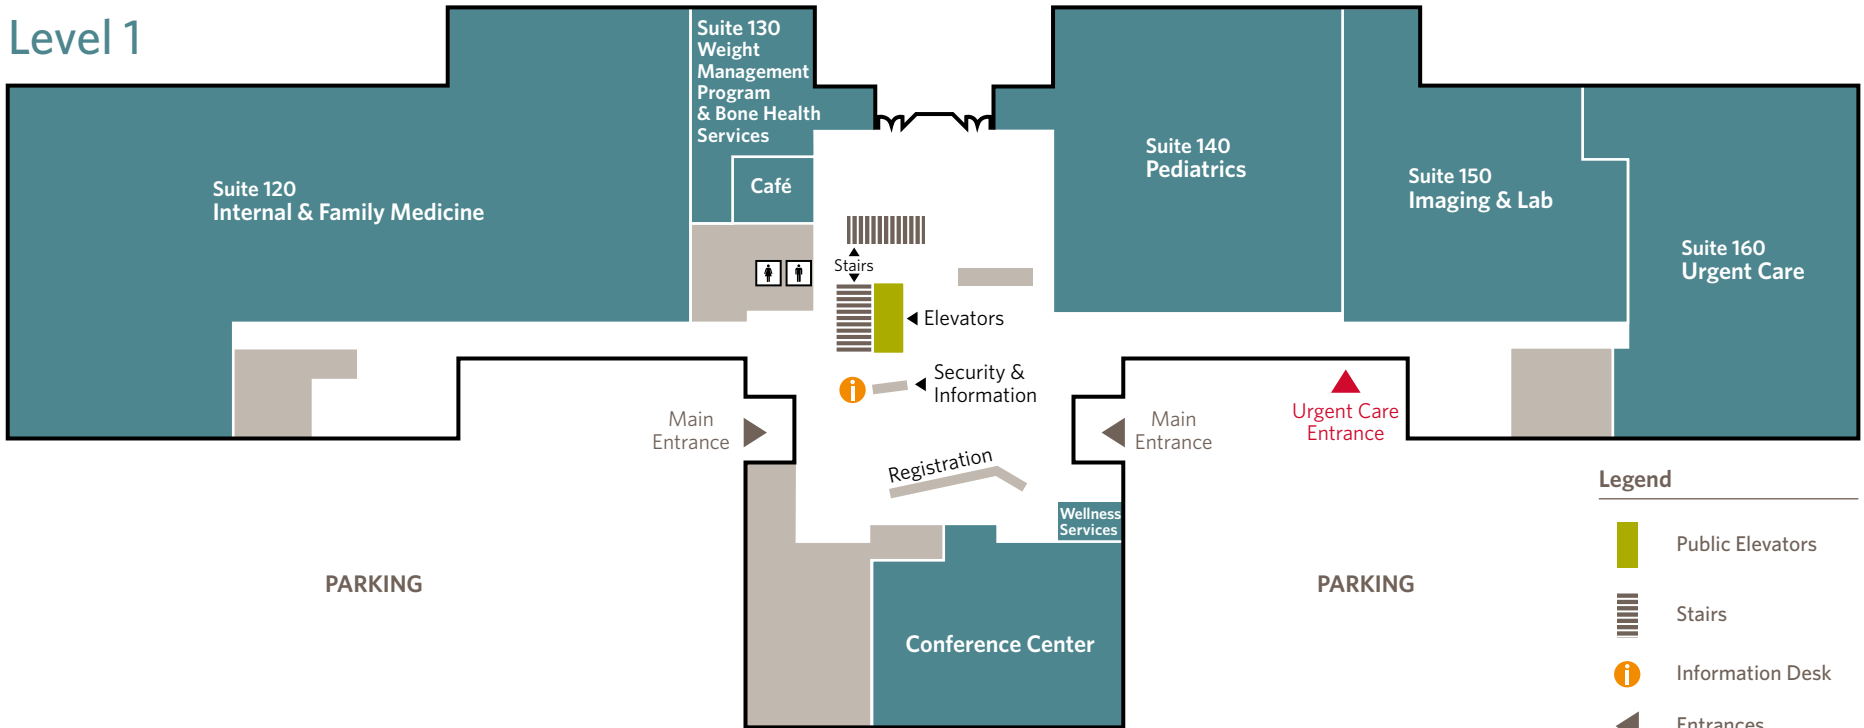 Level 1
Suite 130
Weight
Management
Program
& Bone Health
Services
Café
Suite 120
Internal & Family Medicine
Suite 140
Pediatrics
Suite 150
Imaging & Lab
Suite 160
Urgent Care
Stairs
Elevators
Security &
Information
Main
Entrance
Main
Entrance
Urgent Care
Entrance
Registration
Wellness
Services
Conference Center
PARKING
PARKING
Legend
Public Elevators
Stairs
i Information Desk
Entrances